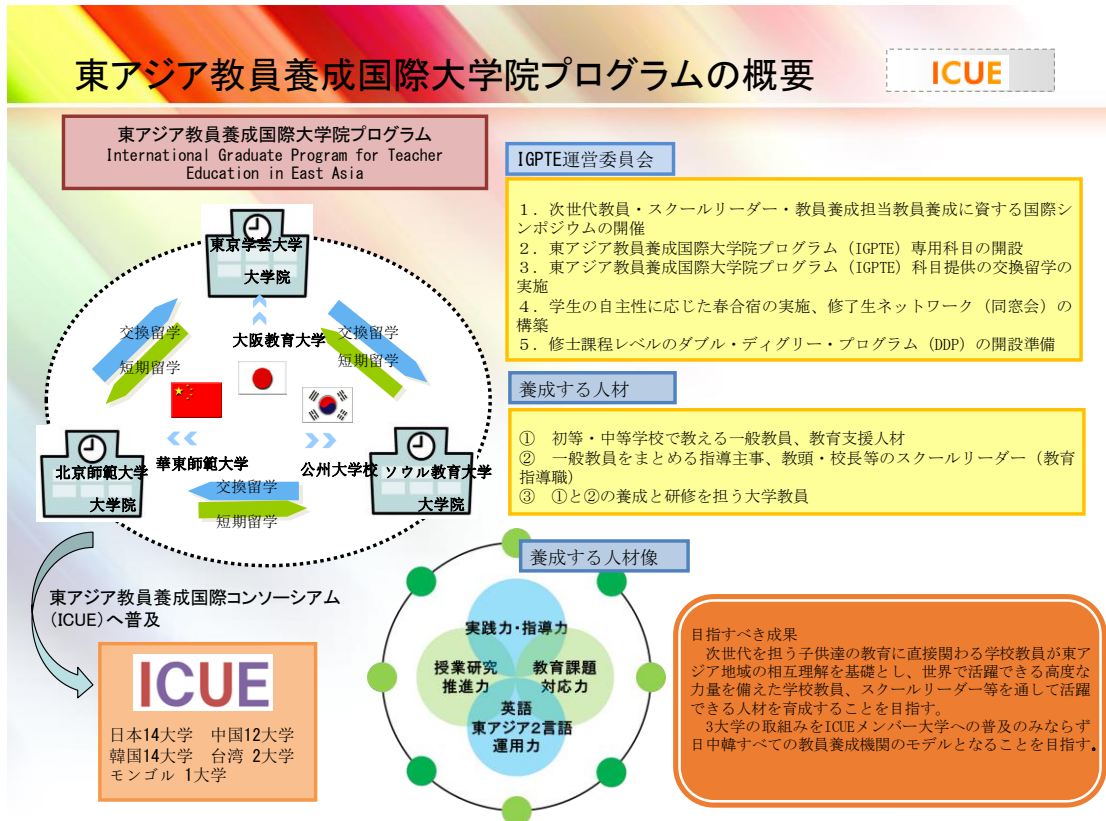 東アジア教員養成国際大学院プログラムの概要
ICUE
東アジア教員養成国際大学院プログラム
International Graduate Program for Teacher
Education in East Asia
東京学芸大学
大学院
大阪教育大学
交換留学
短期留学
交換留学
短期留学
北京師範大学
大学院
華東師範大学
公州大学校
ソウル教育大学
大学院
交換留学
短期留学
東アジア教員養成国際コンソーシアム
(ICUE)へ普及
ICUE
日本14大学 中国12大学
韓国14大学 台湾 2大学
モンゴル 1大学
IGPTE運営委員会
１．次世代教員・スクールリーダー・教員養成担当教員養成に資する国際シ
ンポジウムの開催
２．東アジア教員養成国際大学院プログラム（IGPTE）専用科目の開設
３．東アジア教員養成国際大学院プログラム（IGPTE）科目提供の交換留学の
実施
４．学生の自主性に応じた春合宿の実施、修了生ネットワーク（同窓会）の
構築
５．修士課程レベルのダブル・ディグリー・プログラム（DDP）の開設準備
養成する人材
① 初等・中等学校で教える一般教員、教育支援人材
② 一般教員をまとめる指導主事、教頭・校長等のスクールリーダー（教育
指導職）
③ ①と②の養成と研修を担う大学教員
養成する人材像
実践力・指導力
授業研究
推進力
教育課題
対応力
英語
東アジア2言語
運用力
目指すべき成果
次世代を担う子供達の教育に直接関わる学校教員が東ア
ジア地域の相互理解を基礎とし、世界で活躍できる高度な
力量を備えた学校教員、スクールリーダー等を通して活躍
できる人材を育成することを目指す。
3大学の取組みをICUEメンバー大学への普及のみならず
日中韓すべての教員養成機関のモデルとなることを目指す.